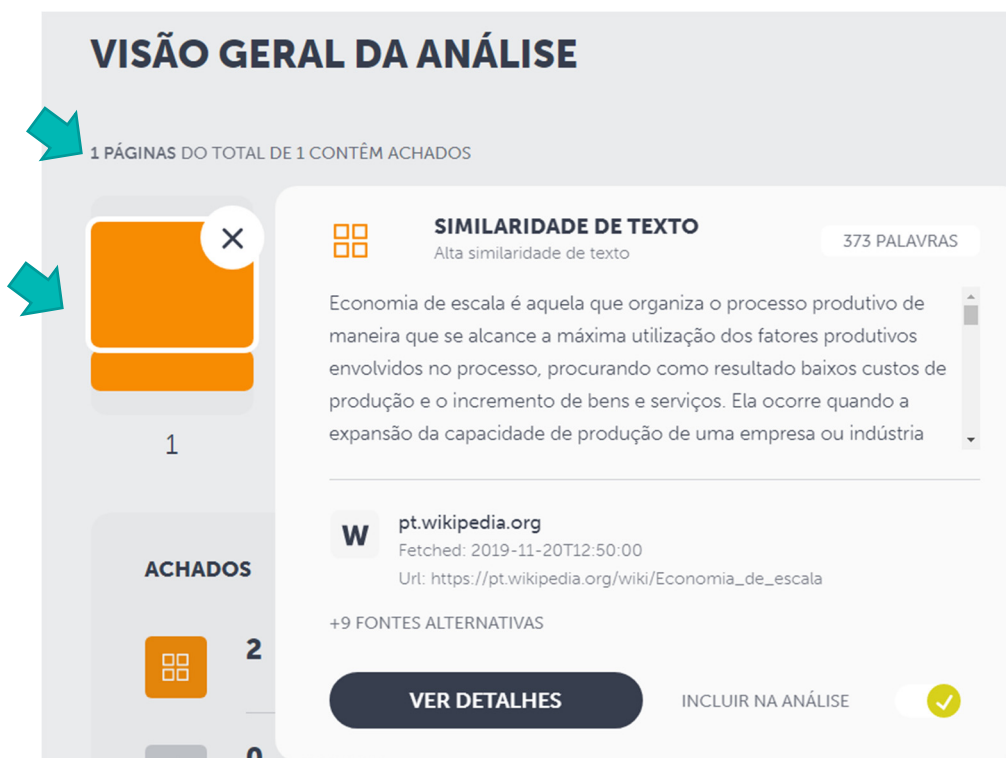 VISÃO GERAL DA ANÁLISE
1 PÁGINAS DO TOTAL DE 1 CONTÊM ACHADOS
1
SIMILARIDADE DE TEXTO
Alta similaridade de texto
373 PALAVRAS
Economia de escala é aquela que organiza o processo produtivo de
maneira que se alcance a máxima utilização dos fatores produtivos
envolvidos no processo, procurando como resultado baixos custos de
produção e o incremento de bens e serviços. Ela ocorre quando a
expansão da capacidade de produção de uma empresa ou indústria
W
pt.wikipedia.org
Fetched: 2019-11-20T12:50:00
Url: https://pt.wikipedia.org/wiki/Economia_de_escala
+9 FONTES ALTERNATIVAS
VER DETALHES
INCLUIR NA ANÁLISE
ACHADOS
2
0